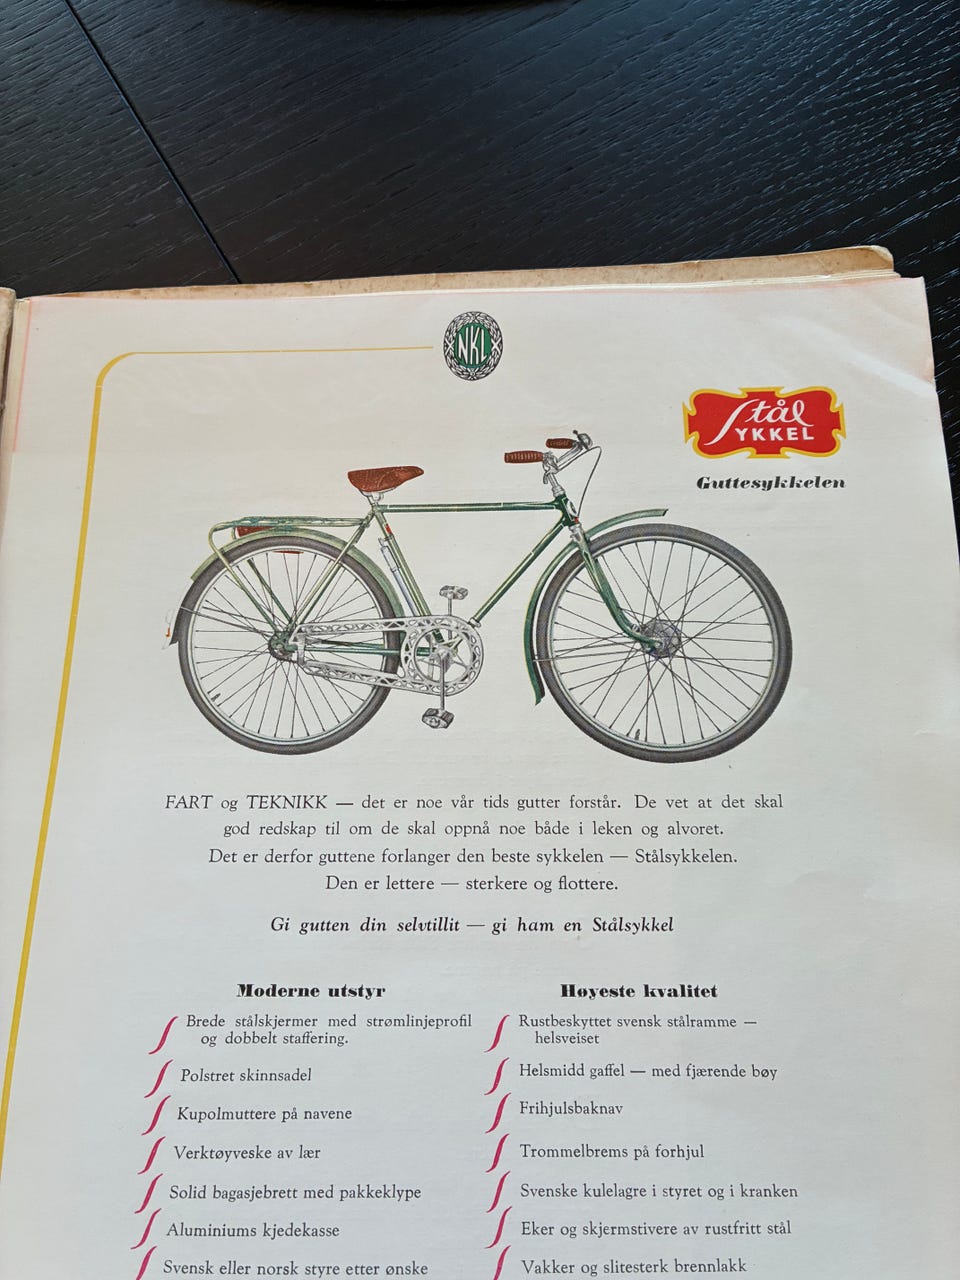 NKL
Stål
SYKKEL
Guttesykkelen
FART og TEKNIKK — det er noe vår tids gutter forstår. De vet at det skal
god redskap til om de skal oppnå noe både i leken og alvoret.
Det er derfor guttene forlanger den beste sykkelen — Stålsykkelen.
Den er lettere — sterkere og flottere.
Gi gutten din selvtillit — gi ham en Stålsykkel
Moderne utstyr
Brede stålskjermer med strømlinjeprofil
og dobbelt staffering.
Polstret skinnsadel
Kupolmuttere på navene
Verktøyveske av lær
Solid bagasjebrett med pakkeklype
Aluminiums kjedekasse
Svensk eller norsk styre etter ønske
Høyeste kvalitet
Rustbeskyttet svensk stålramme —
helsveiset
Helsmidd gaffel — med fjærende bøy
Frihjulsbaknav
Trommelbrems på forhjul
Svenske kulelagre i styret og i kranken
Eker og skjermstivere av rustfritt stål
Vakker og slitesterk brennlakk